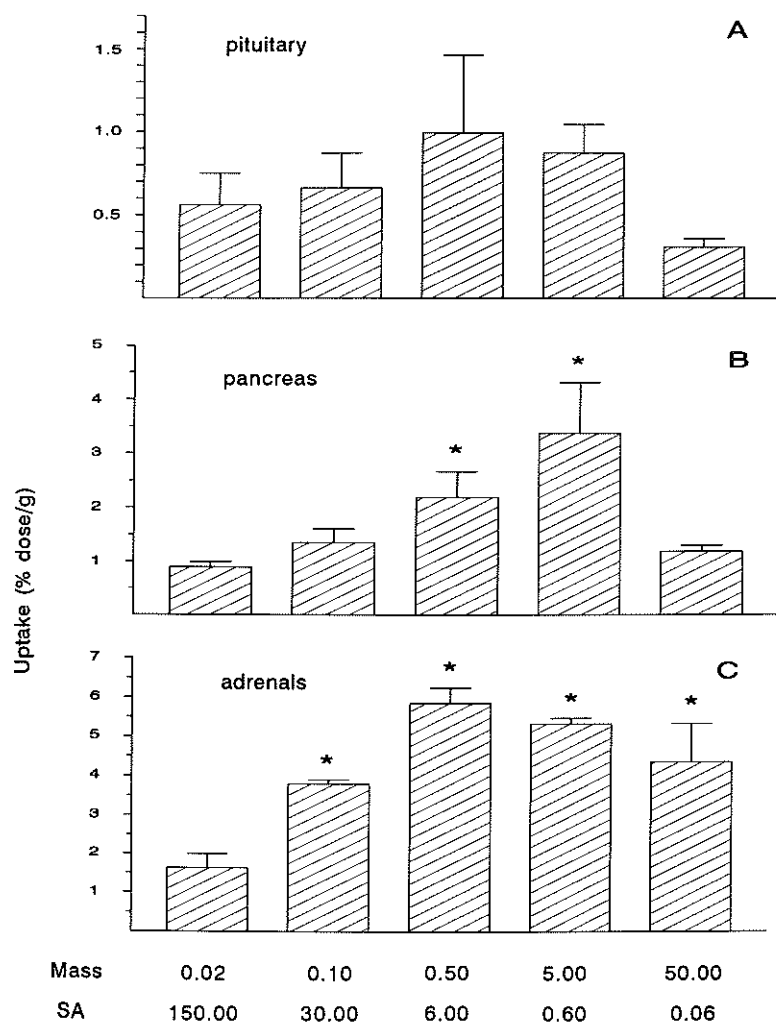 A
pituitary
1.5
1.0
0.5
B
pancreas
5
4
3
2
1
* *
C
adrenals
7
6
5
4
3
2
1
* * * *
Uptake (% dose/g)
Mass 0.02 0.10 0.50 5.00 50.00
SA 150.00 30.00 6.00 0.60 0.06